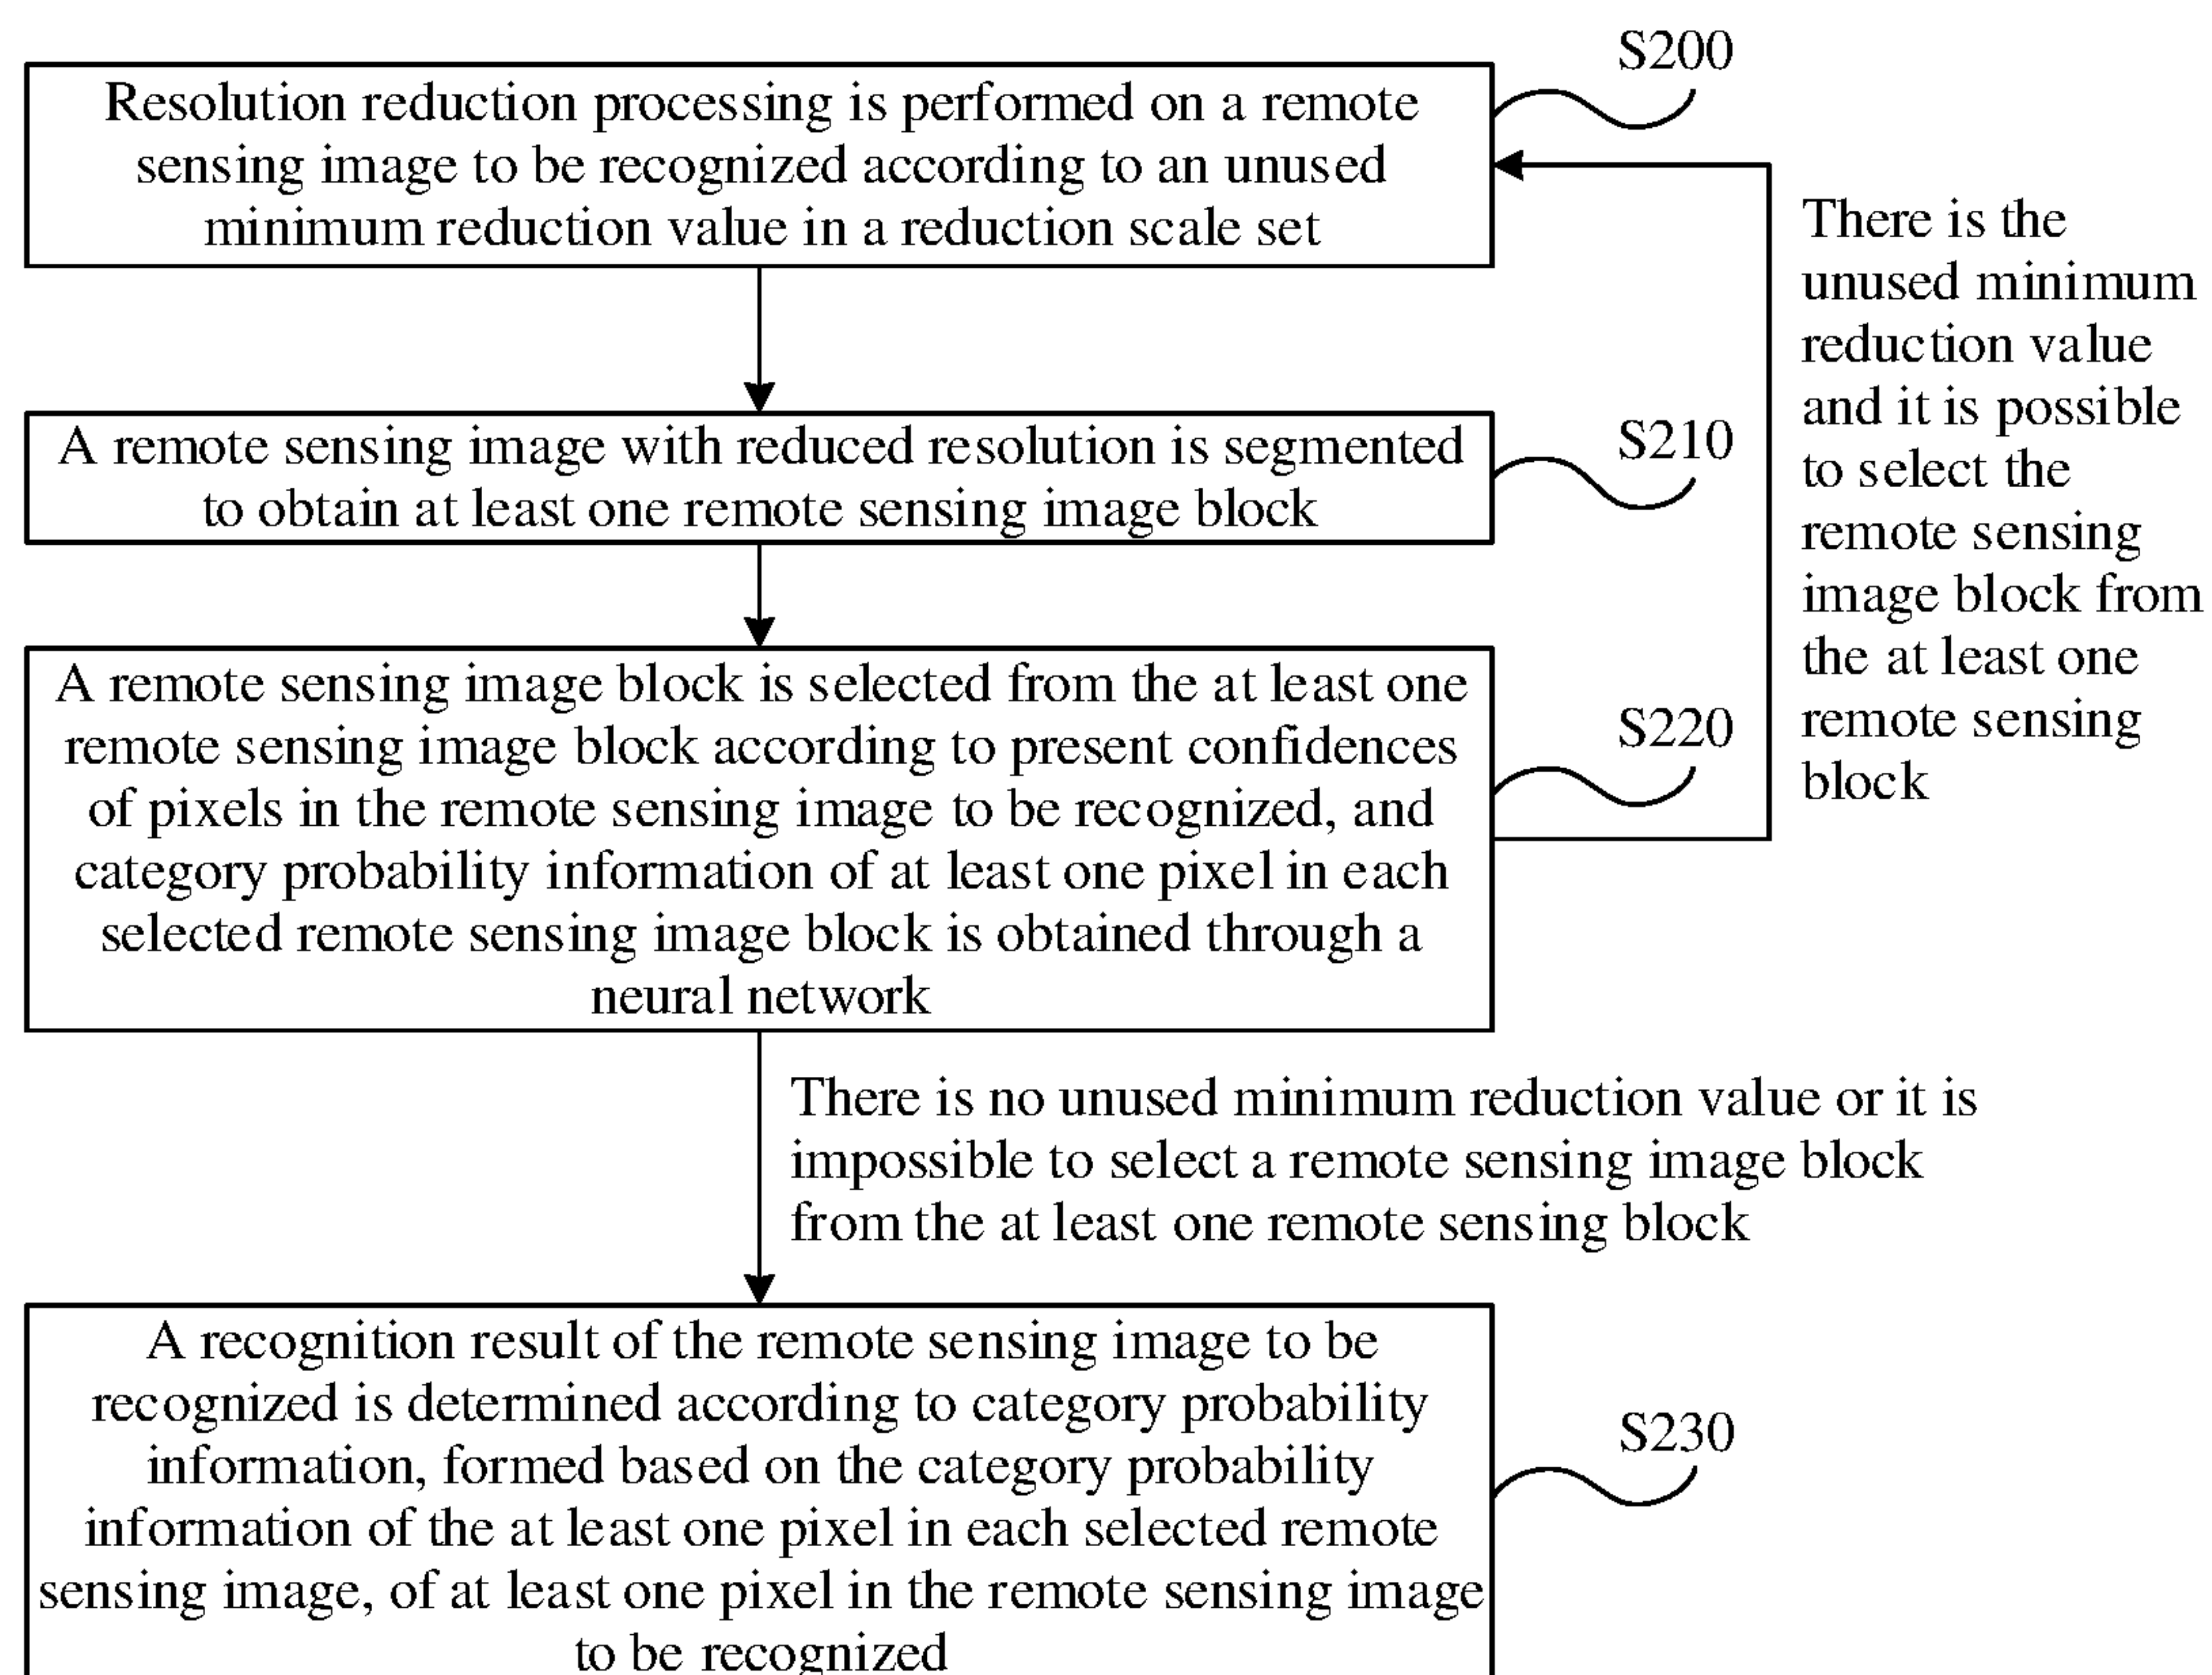 S200
Resolution reduction processing is performed on a remote
sensing image to be recognized according to an unused
minimum reduction value in a reduction scale set
There is the
unused minimum
reduction value
and it is possible
to select the
remote sensing
image block from
the at least one
remote sensing
block
A remote sensing image with reduced resolution is segmented
to obtain at least one remote sensing image block
S210
A remote sensing image block is selected from the at least one
remote sensing image block according to present confidences
of pixels in the remote sensing image to be recognized, and
category probability information of at least one pixel in each
selected remote sensing image block is obtained through a
neural network
S220
There is no unused minimum reduction value or it is
impossible to select a remote sensing image block
from the at least one remote sensing block
A recognition result of the remote sensing image to be
recognized is determined according to category probability
information, formed based on the category probability
information of the at least one pixel in each selected remote
sensing image, of at least one pixel in the remote sensing image
to be recognized
S230